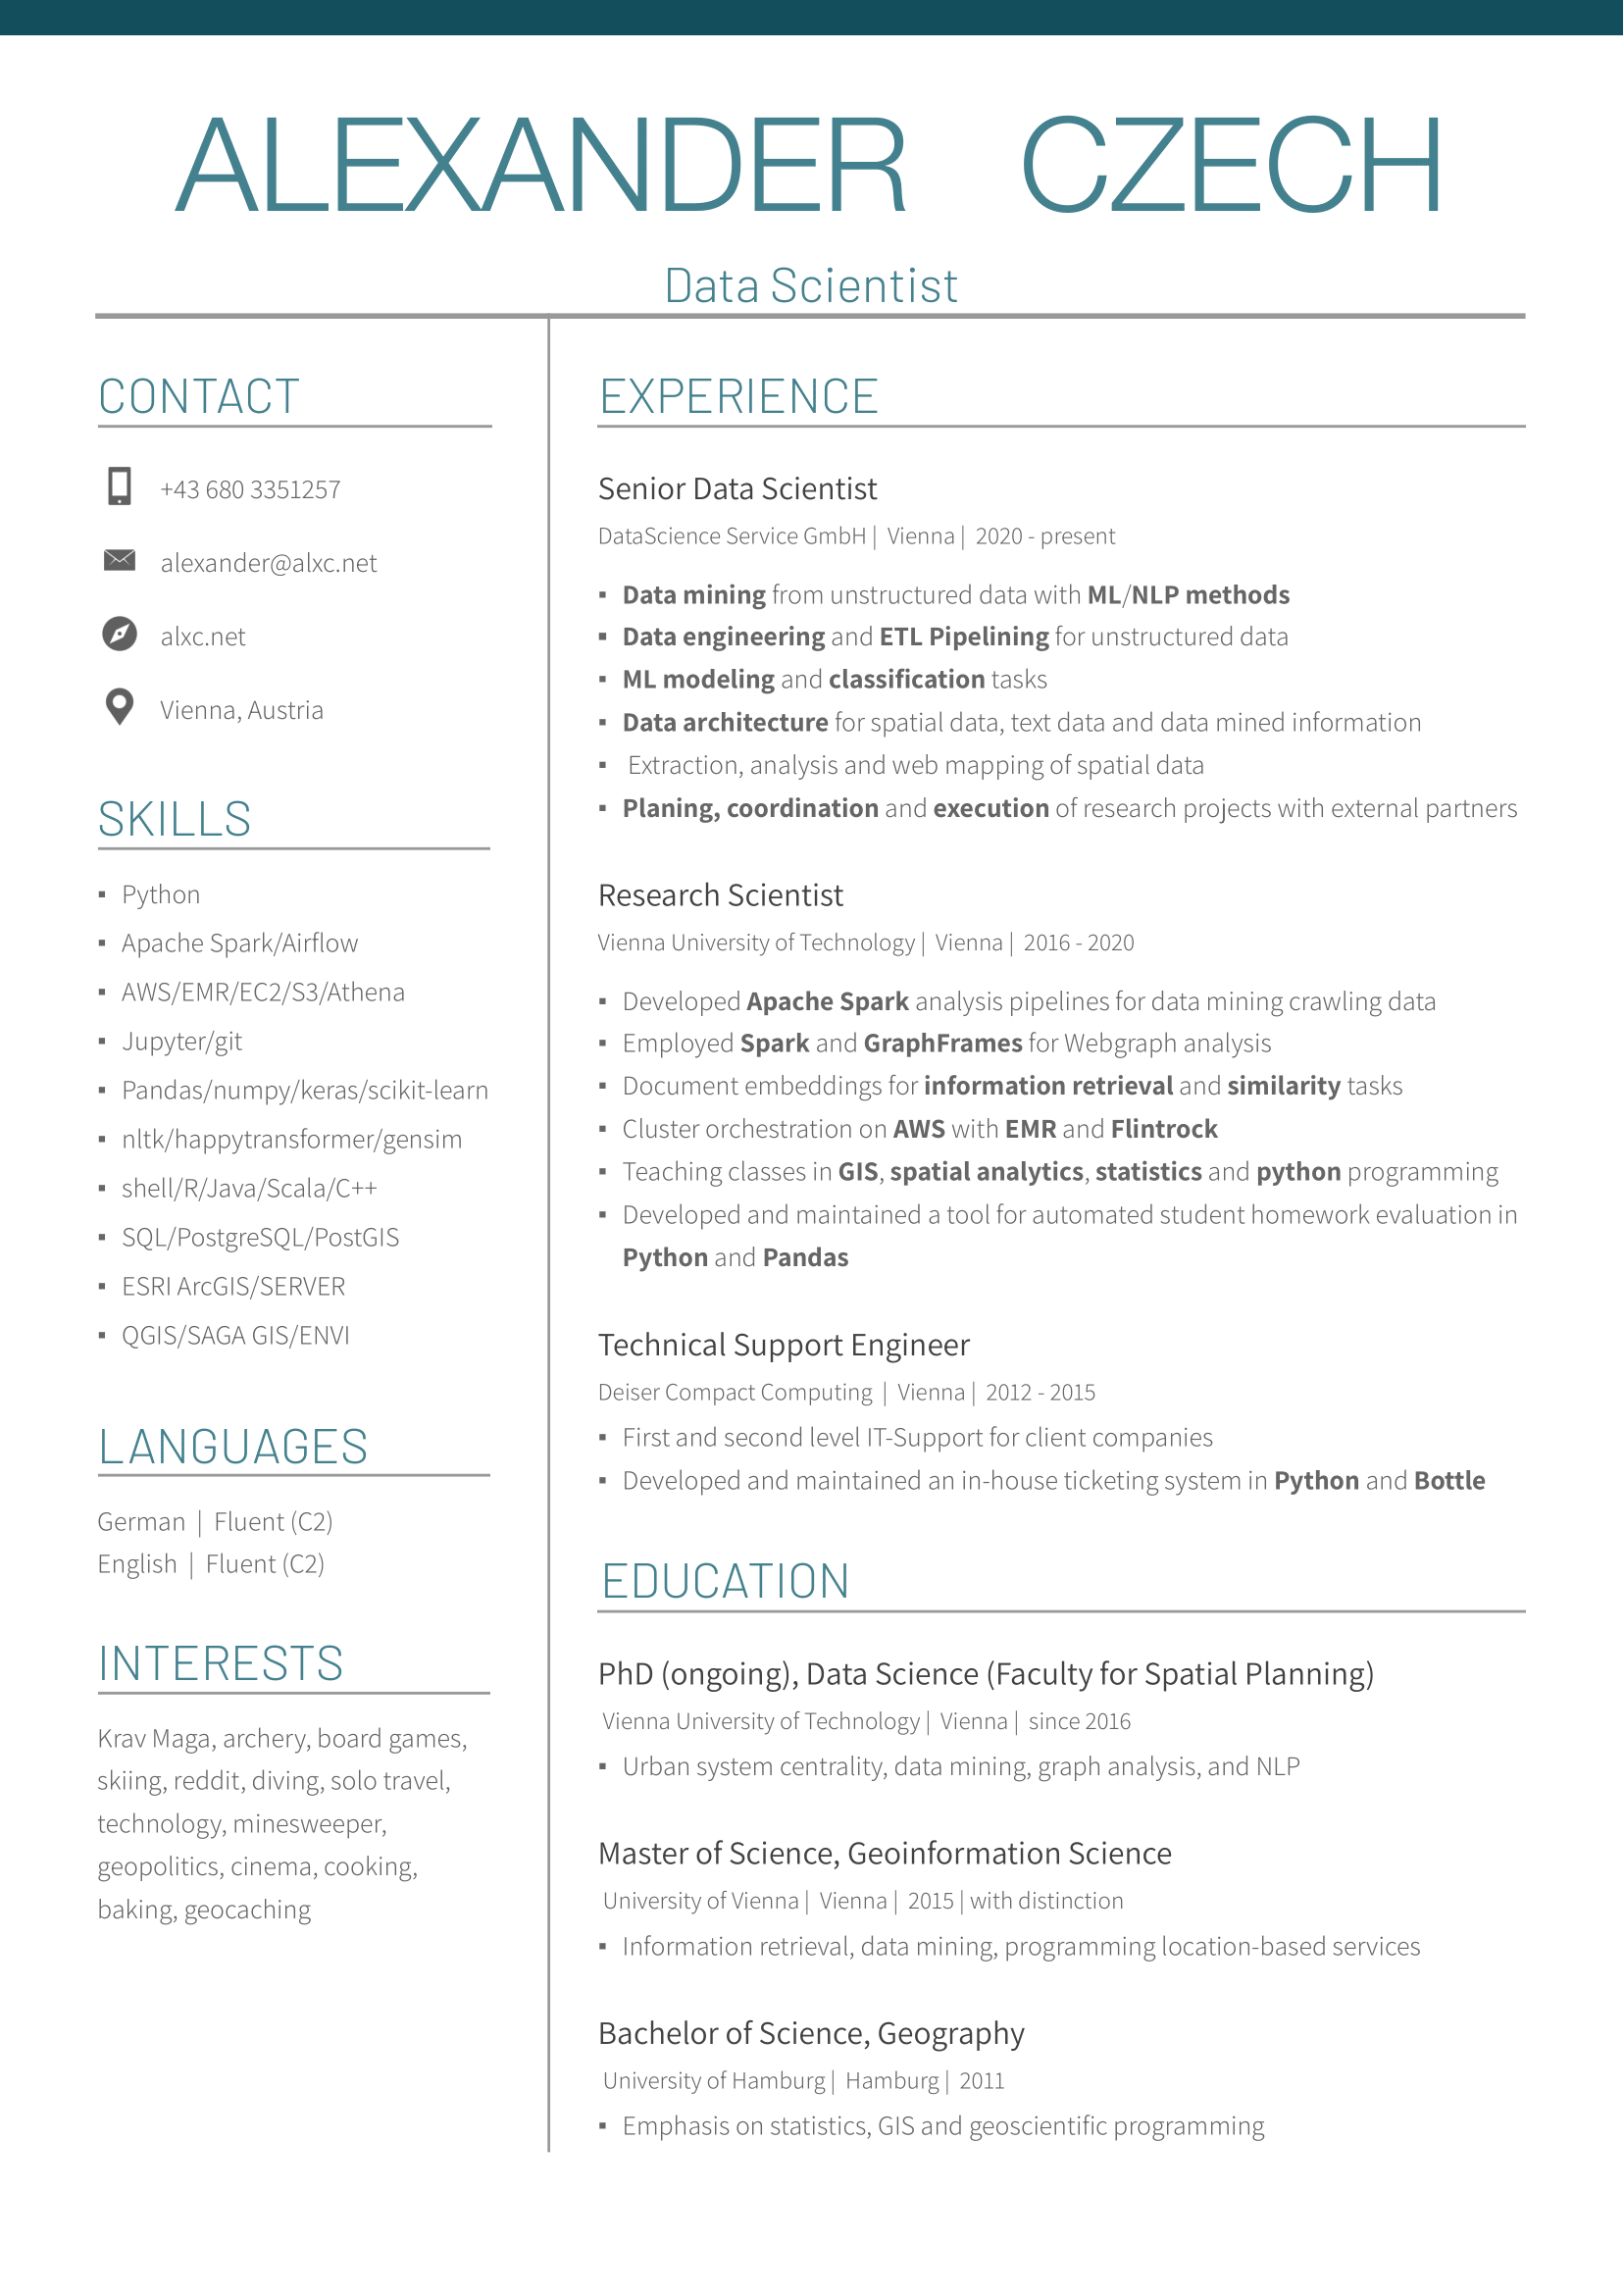 ALEXANDER CZECH
Data Scientist
CONTACT
+43 680 3351257
alexander@alxc.net
alxc.net
Vienna, Austria
SKILLS
▪ Python
▪ Apache Spark/Airflow
▪ AWS/EMR/EC2/S3/Athena
▪ Jupyter/git
▪ Pandas/numpy/keras/scikit-learn
▪ nltk/happytransformer/gensim
▪ shell/R/Java/Scala/C++
▪ SQL/PostgreSQL/PostGIS
▪ ESRI ArcGIS/SERVER
▪ QGIS/SAGA GIS/ENVI
LANGUAGES
German | Fluent (C2)
English | Fluent (C2)
INTERESTS
Krav Maga, archery, board games,
skiing, reddit, diving, solo travel,
technology, minesweeper,
geopolitics, cinema, cooking,
baking, geocaching
EXPERIENCE
Senior Data Scientist
DataScience Service GmbH | Vienna | 2020 - present
▪ Data mining from unstructured data with ML/NLP methods
▪ Data engineering and ETL Pipelining for unstructured data
▪ ML modeling and classification tasks
▪ Data architecture for spatial data, text data and data mined information
▪ Extraction, analysis and web mapping of spatial data
▪ Planing, coordination and execution of research projects with external partners
Research Scientist
Vienna University of Technology | Vienna | 2016 - 2020
▪ Developed Apache Spark analysis pipelines for data mining crawling data
▪ Employed Spark and GraphFrames for Webgraph analysis
▪ Document embeddings for information retrieval and similarity tasks
▪ Cluster orchestration on AWS with EMR and Flintrock
▪ Teaching classes in GIS, spatial analytics, statistics and python programming
▪ Developed and maintained a tool for automated student homework evaluation in
Python and Pandas
Technical Support Engineer
Deiser Compact Computing | Vienna | 2012 - 2015
▪ First and second level IT-Support for client companies
▪ Developed and maintained an in-house ticketing system in Python and Bottle
EDUCATION
PhD (ongoing), Data Science (Faculty for Spatial Planning)
Vienna University of Technology | Vienna | since 2016
▪ Urban system centrality, data mining, graph analysis, and NLP
Master of Science, Geoinformation Science
University of Vienna | Vienna | 2015 | with distinction
▪ Information retrieval, data mining, programming location-based services
Bachelor of Science, Geography
University of Hamburg | Hamburg | 2011
▪ Emphasis on statistics, GIS and geoscientific programming